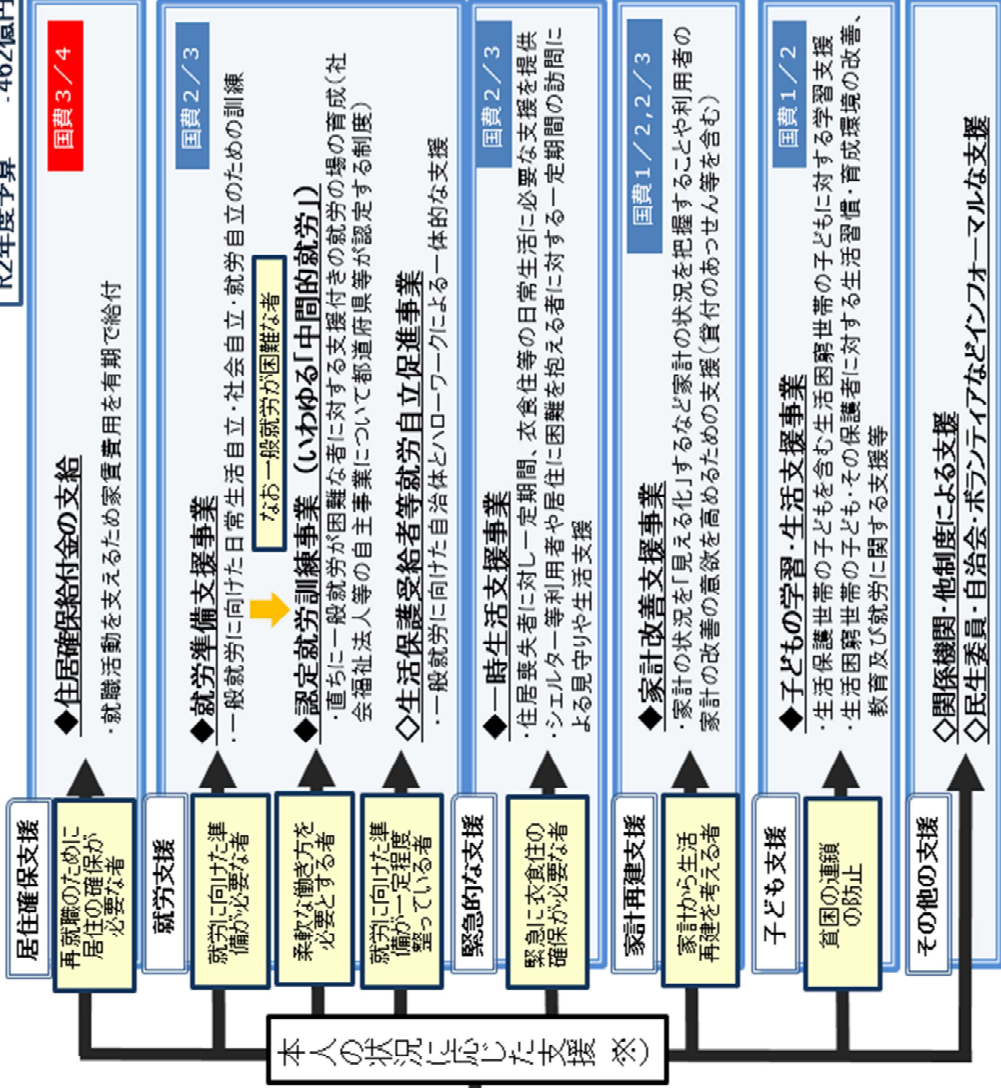 R2年度予算 :462億円
本人の状況に応じた支援(※)
居住確保支援
再就職のために
居住の確保が
必要な者
◆住居確保給付金の支給
国費3/4
・就職活動を支えるため家賃費用を有期で給付
就労支援
就労に向けた準
備が必要な者
◆就労準備支援事業
国費2/3
・一般就労に向けた日常生活自立・社会自立・就労自立のための訓練
なお一般就労が困難な者
柔軟な働き方を
必要とする者
◆認定就労訓練事業(いわゆる「中間的就労」)
・直ちに一般就労が困難な者に対する支援付きの就労の場の育成(社
会福祉法人等の自主事業について都道府県等が認定する制度)
就労に向けた準
備が一定程度
整っている者
◇生活保護受給者等就労自立促進事業
・一般就労に向けた自治体とハローワークによる一体的な支援
緊急的な支援
緊急に衣食住の
確保が必要な者
◆一時生活支援事業
国費2/3
・住居喪失者に対し一定期間、衣食住等の日常生活に必要な支援を提供
・シェルター等利用者や居住に困難を抱える者に対する一定期間の訪問に
よる見守りや生活支援
家計再建支援
家計から生活
再建を考える者
◆家計改善支援事業
国費1/2,2/3
・家計の状況を「見える化」するなど家計の状況を把握することや利用者の
家計の改善の意欲を高めるための支援(貸付のあっせん等を含む)
子ども支援
貧困の連鎖
の防止
◆子どもの学習・生活支援事業
国費1/2
・生活保護世帯の子どもを含む生活困窮世帯の子どもに対する学習支援
・生活困窮世帯の子ども・その保護者に対する生活習慣・育成環境の改善、
教育及び就労に関する支援等
その他の支援
◇関係機関・他制度による支援
◇民生委員・自治会・ボランティアなどインフォーマルな支援